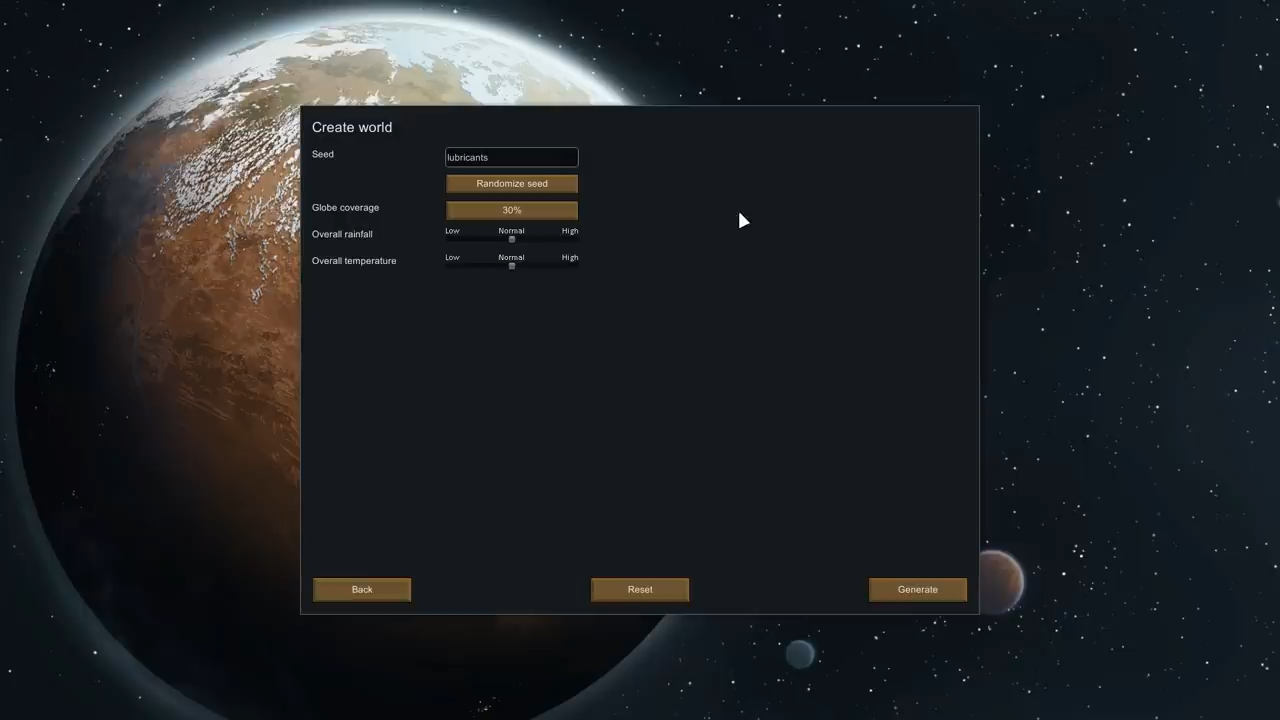 Create world
Seed lubricants
Randomize seed
Globe coverage 30%
Overall rainfall Low Normal High
Overall temperature Low Normal High
Back Reset Generate